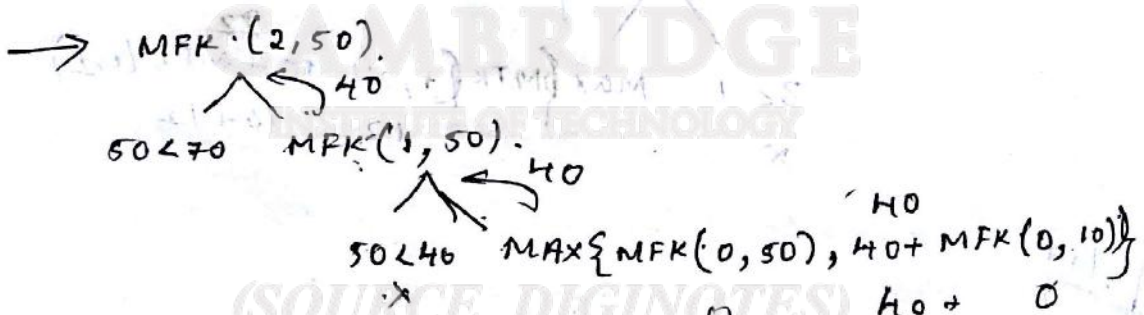 CAMBRIDGE
→ MFK (2,50).
40
INSTITUTE OF TECHNOLOGY
50<70 MFK(1, 50).
40
40
50<40 MAX{MFK(0, 50), 40+ MFK(0, 10)}
x
(SOURCE DIGINOTES) 40 + 0